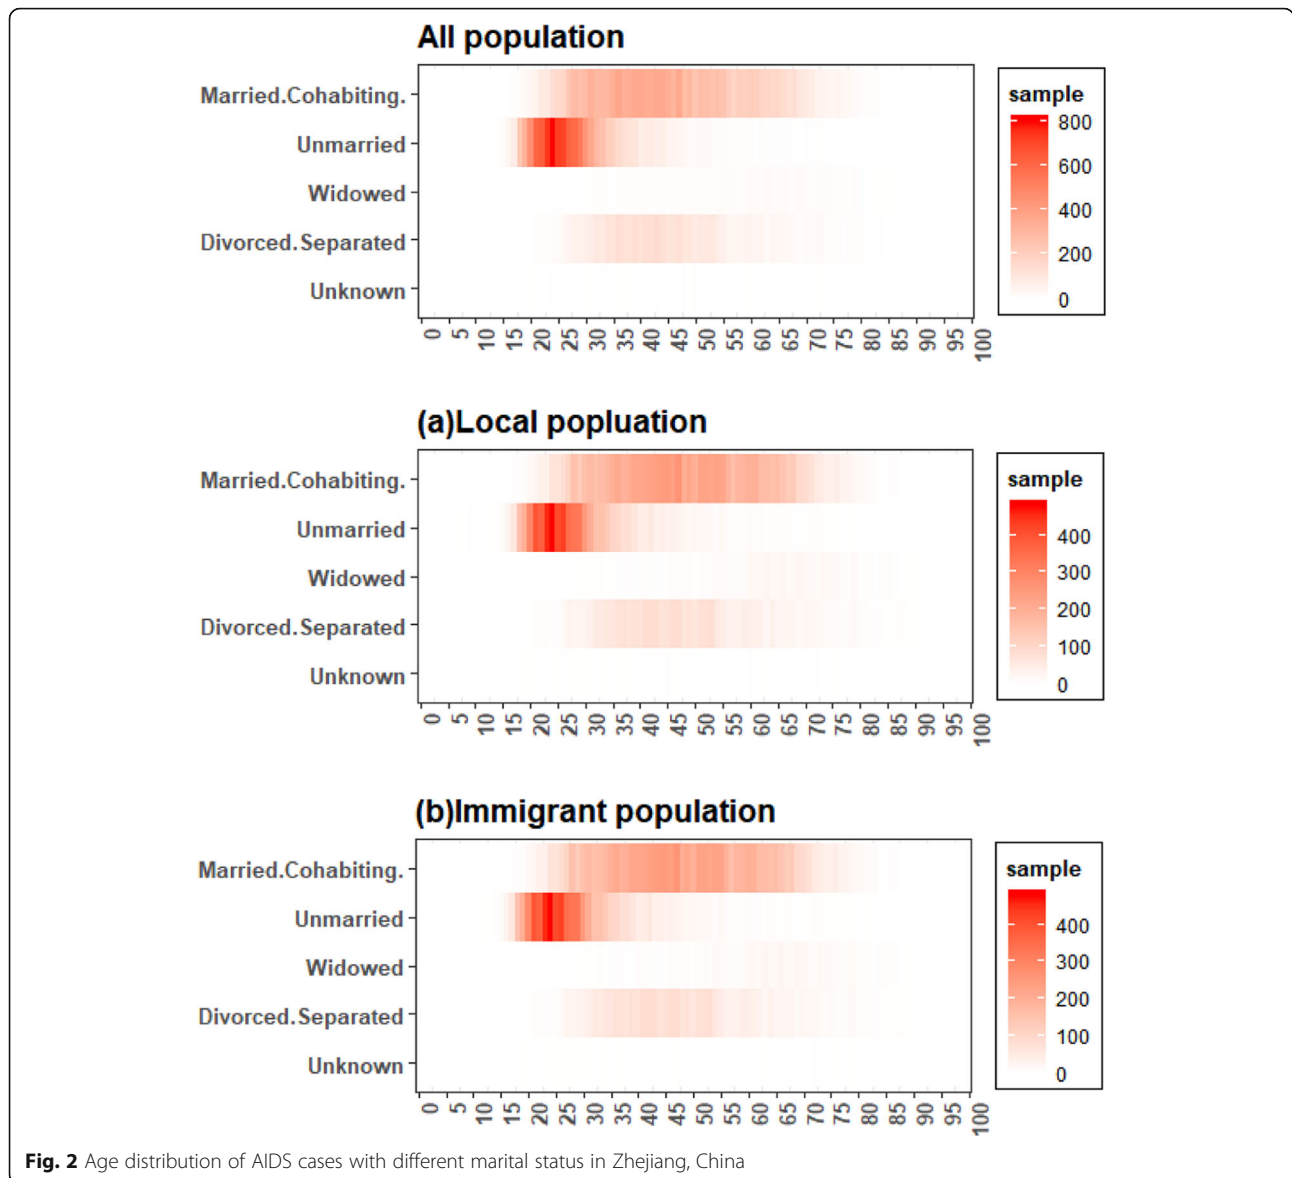 All population
Married.Cohabiting.
Unmarried
Widowed
Divorced.Separated
Unknown
0 5 10 15 20 25 30 35 40 45 50 55 60 65 70 75 80 85 90 95 100
sample
800
600
400
200
0
(a)Local popluation
Married.Cohabiting.
Unmarried
Widowed
Divorced.Separated
Unknown
0 5 10 15 20 25 30 35 40 45 50 55 60 65 70 75 80 85 90 95 100
sample
400
300
200
100
0
(b)Immigrant population
Married.Cohabiting.
Unmarried
Widowed
Divorced.Separated
Unknown
0 5 10 15 20 25 30 35 40 45 50 55 60 65 70 75 80 85 90 95 100
sample
400
300
200
100
0
Fig. 2 Age distribution of AIDS cases with different marital status in Zhejiang, China